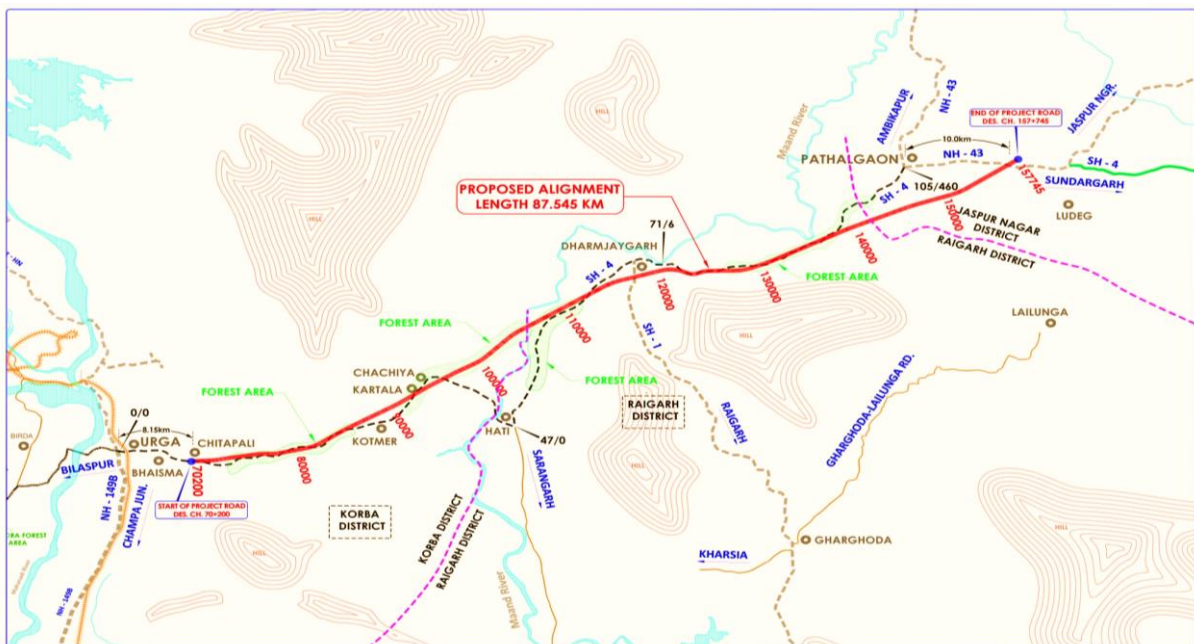 HILL
HILL
HILL
HILL
HILL
HILL
Maand River
AMBIKAPUR
NH-43
JASPUR NGR.
END OF PROJECT ROAD
DES. CH. 157+745
10.0km
PATHALGAON
NH - 43
SH - 4
157745
SUNDARGARH
105/460
SH - 4
LUDEG
PROPOSED ALIGNMENT
LENGTH 87.545 KM
150000
JASPUR NAGAR
DISTRICT
RAIGARH DISTRICT
71/6
DHARMJAYGARH
140000
SH - 4
130000
FOREST AREA
120000
110000
SH - 1
LAILUNGA
FOREST AREA
CHACHIYA
KARTALA
100000
FOREST AREA
FOREST AREA
RAIGARH
DISTRICT
RAIGARH
GHARGHODA-LAILUNGA RD.
90000
HATI
47/0
0/0
8.15km
BIRDA
URGA
CHITAPALI
KOTMER
BHAISMA
BILASPUR
70200
80000
SARANGARH
NH - 149B
CHAMPA JUN.
START OF PROJECT ROAD
DES. CH. 70+200
KORBA
DISTRICT
KORBA DISTRICT
RAIGARH DISTRICT
GHARGHODA
KHARSIA
Maand River
NH - 149B